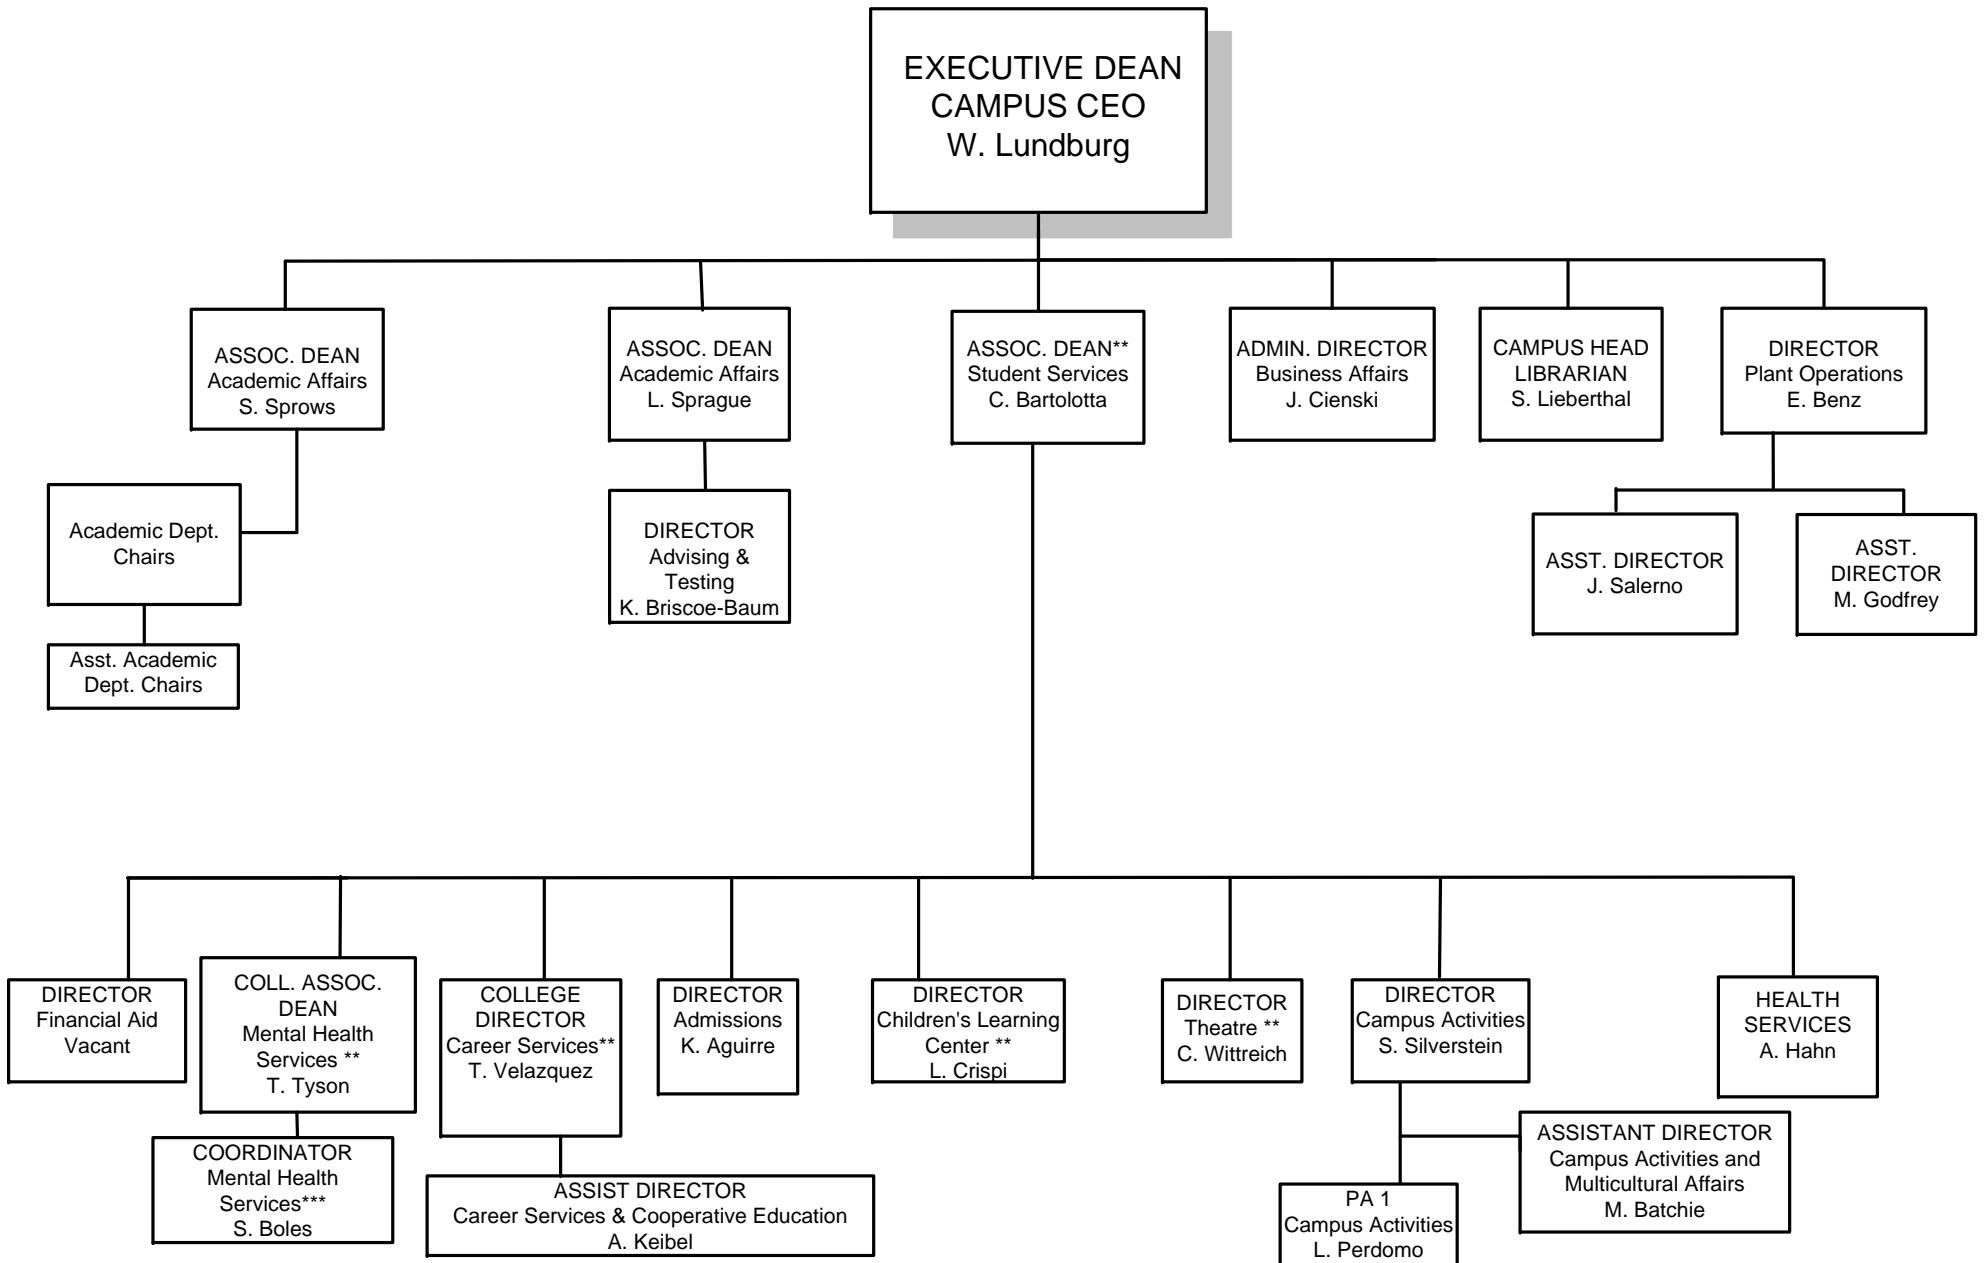 EXECUTIVE DEAN
CAMPUS CEO
W. Lundburg
ASSOC. DEAN
Academic Affairs
S. Sprows
ASSOC. DEAN
Academic Affairs
L. Sprague
ASSOC. DEAN**
Student Services
C. Bartolotta
ADMIN. DIRECTOR
Business Affairs
J. Cienski
CAMPUS HEAD
LIBRARIAN
S. Lieberthal
DIRECTOR
Plant Operations
E. Benz
Academic Dept.
Chairs
DIRECTOR
Advising &
Testing
K. Briscoe-Baum
ASST. DIRECTOR
J. Salerno
ASST.
DIRECTOR
M. Godfrey
Asst. Academic
Dept. Chairs
DIRECTOR
Financial Aid
Vacant
COLL. ASSOC.
DEAN
Mental Health
Services **
T. Tyson
COLLEGE
DIRECTOR
Career Services**
T. Velazquez
DIRECTOR
Admissions
K. Aguirre
DIRECTOR
Children's Learning
Center **
L. Crispi
DIRECTOR
Theatre **
C. Wittreich
DIRECTOR
Campus Activities
S. Silverstein
HEALTH
SERVICES
A. Hahn
COORDINATOR
Mental Health
Services***
S. Boles
ASSIST DIRECTOR
Career Services & Cooperative Education
A. Keibel
PA 1
Campus Activities
L. Perdomo
ASSISTANT DIRECTOR
Campus Activities and
Multicultural Affairs
M. Batchie